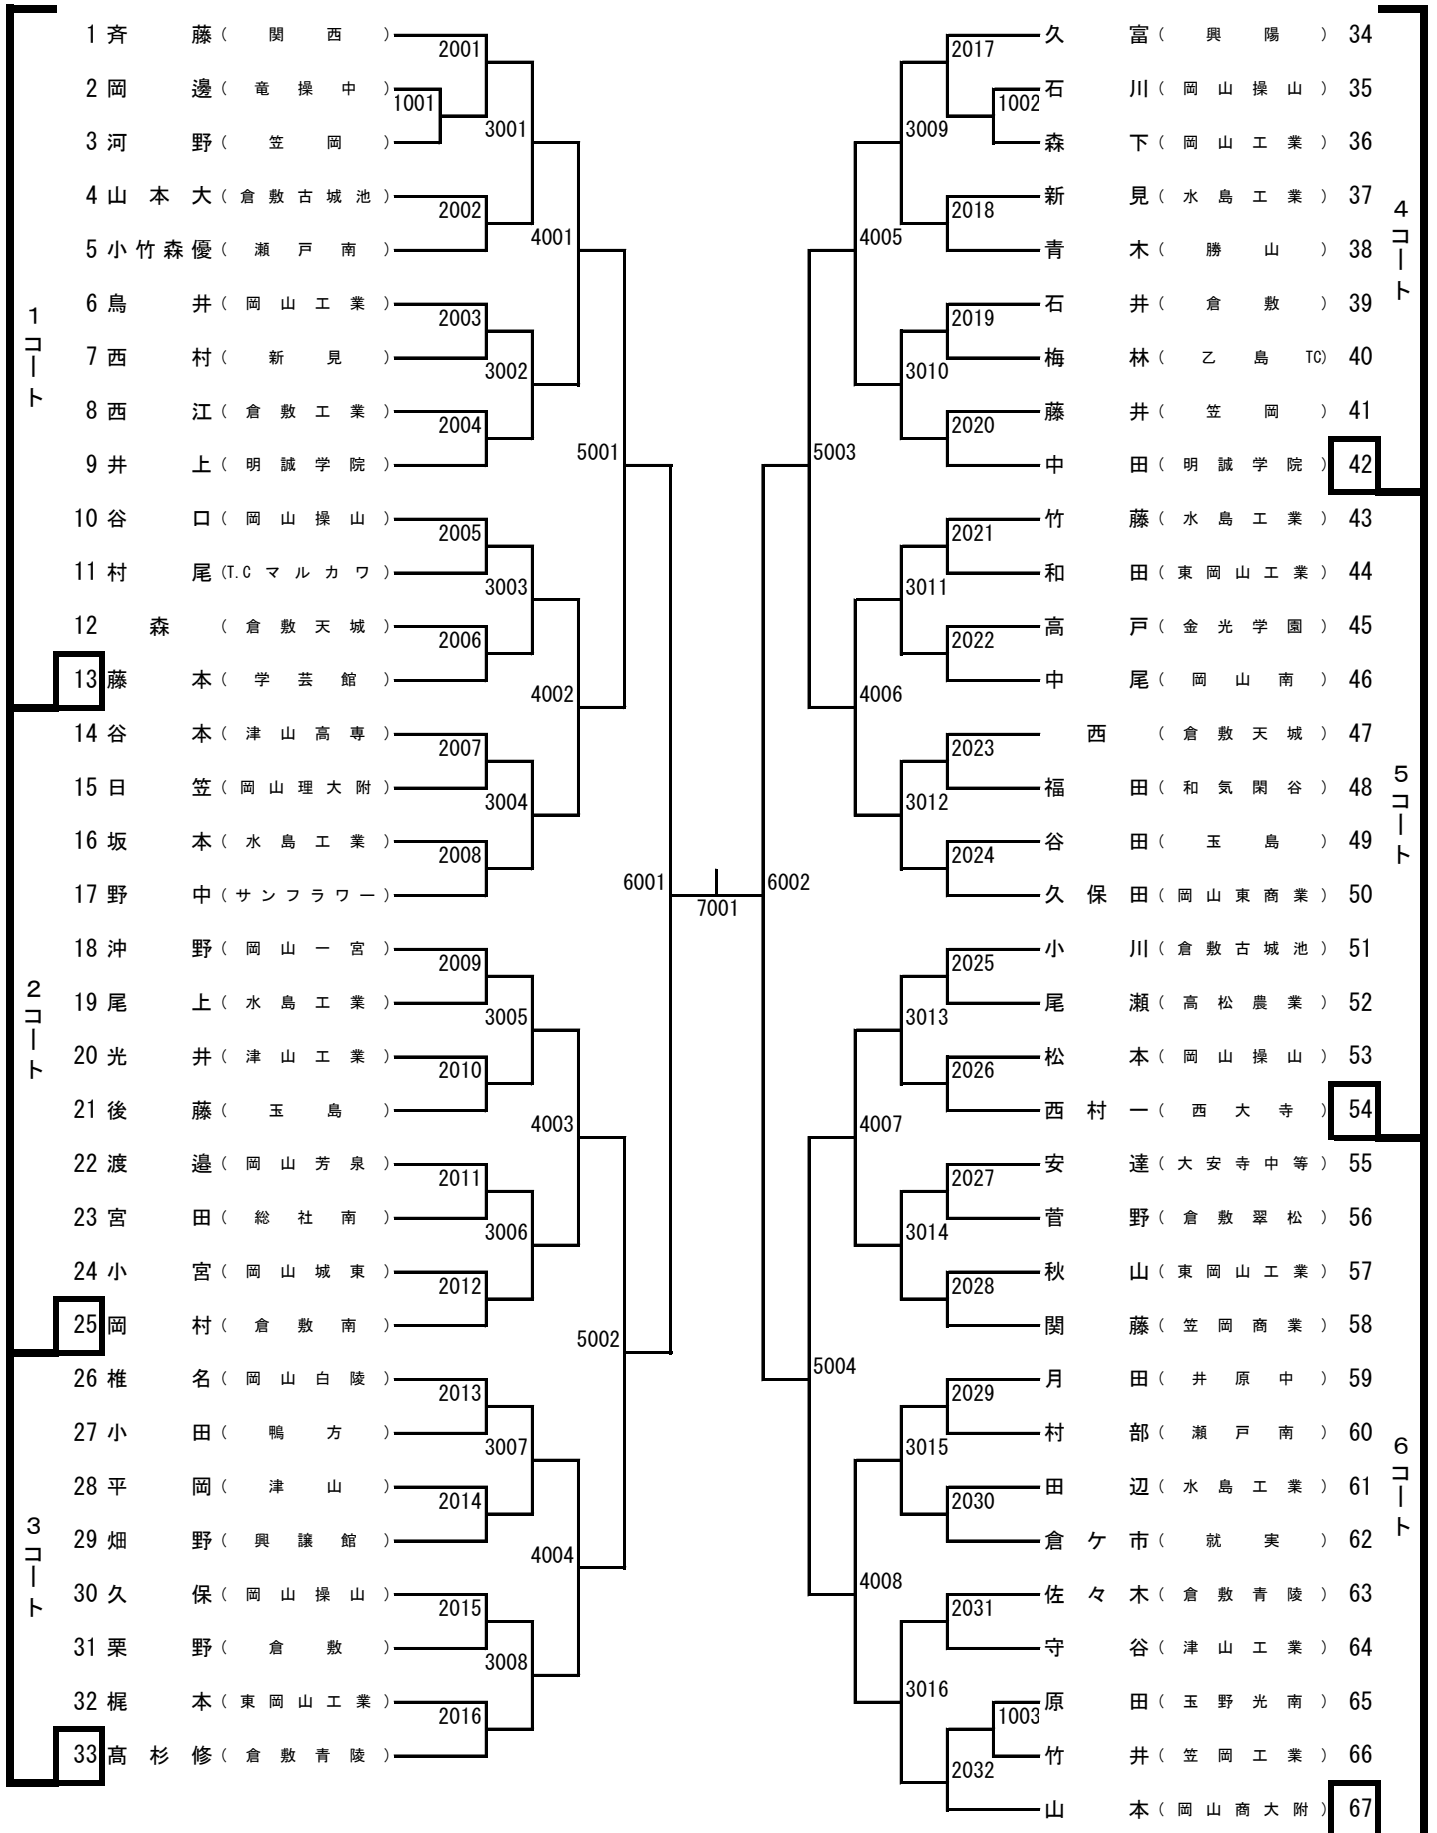 1コート
2コート
3コート
1 斉藤 (関西)
2 岡邊 (竜操中)
3 河野 (笠岡)
4 山本大 (倉敷古城池)
5 小竹森優 (瀬戸南)
6 鳥井 (岡山工業)
7 西村 (新見)
8 西江 (倉敷工業)
9 井上 (明誠学院)
10 谷口 (岡山操山)
11 村尾 (T.Cマルカワ)
12 森 (倉敷天城)
13 藤本 (学芸館)
14 谷本 (津山高専)
15 日笠 (岡山理大附)
16 坂本 (水島工業)
17 野中 (サンフラワー)
18 沖野 (岡山一宮)
19 尾上 (水島工業)
20 光井 (津山工業)
21 後藤 (玉島)
22 渡邉 (岡山芳泉)
23 宮田 (総社南)
24 小宮 (岡山城東)
25 岡村 (倉敷南)
26 椎名 (岡山白陵)
27 小田 (鴨方)
28 平岡 (津山)
29 畑野 (興譲館)
30 久保 (岡山操山)
31 栗野 (倉敷)
32 梶本 (東岡山工業)
33 髙杉修 (倉敷青陵)
1001
2001
2002
2003
2004
2005
2006
2007
2008
2009
2010
2011
2012
2013
2014
2015
2016
3001
3002
3003
3004
3005
3006
3007
3008
4001
4002
4003
4004
5001
5002
6001
7001
6002
5003
5004
4005
4006
4007
4008
3009
3010
3011
3012
3013
3014
3015
3016
2017
2018
2019
2020
2021
2022
2023
2024
2025
2026
2027
2028
2029
2030
2031
2032
1002
1003
久富 (興陽) 34
石川 (岡山操山) 35
森下 (岡山工業) 36
新見 (水島工業) 37
青木 (勝山) 38
石井 (倉敷) 39
梅林 (乙島TC) 40
藤井 (笠岡) 41
中田 (明誠学院) 42
竹藤 (水島工業) 43
和田 (東岡山工業) 44
高戸 (金光学園) 45
中尾 (岡山南) 46
西 (倉敷天城) 47
福田 (和気閑谷) 48
谷田 (玉島) 49
久保田 (岡山東商業) 50
小川 (倉敷古城池) 51
尾瀬 (高松農業) 52
松本 (岡山操山) 53
西村一 (西大寺) 54
安達 (大安寺中等) 55
菅野 (倉敷翠松) 56
秋山 (東岡山工業) 57
関藤 (笠岡商業) 58
月田 (井原中) 59
村部 (瀬戸南) 60
田辺 (水島工業) 61
倉ケ市 (就実) 62
佐々木 (倉敷青陵) 63
守谷 (津山工業) 64
原田 (玉野光南) 65
竹井 (笠岡工業) 66
山本 (岡山商大附) 67
4コート
5コート
6コート